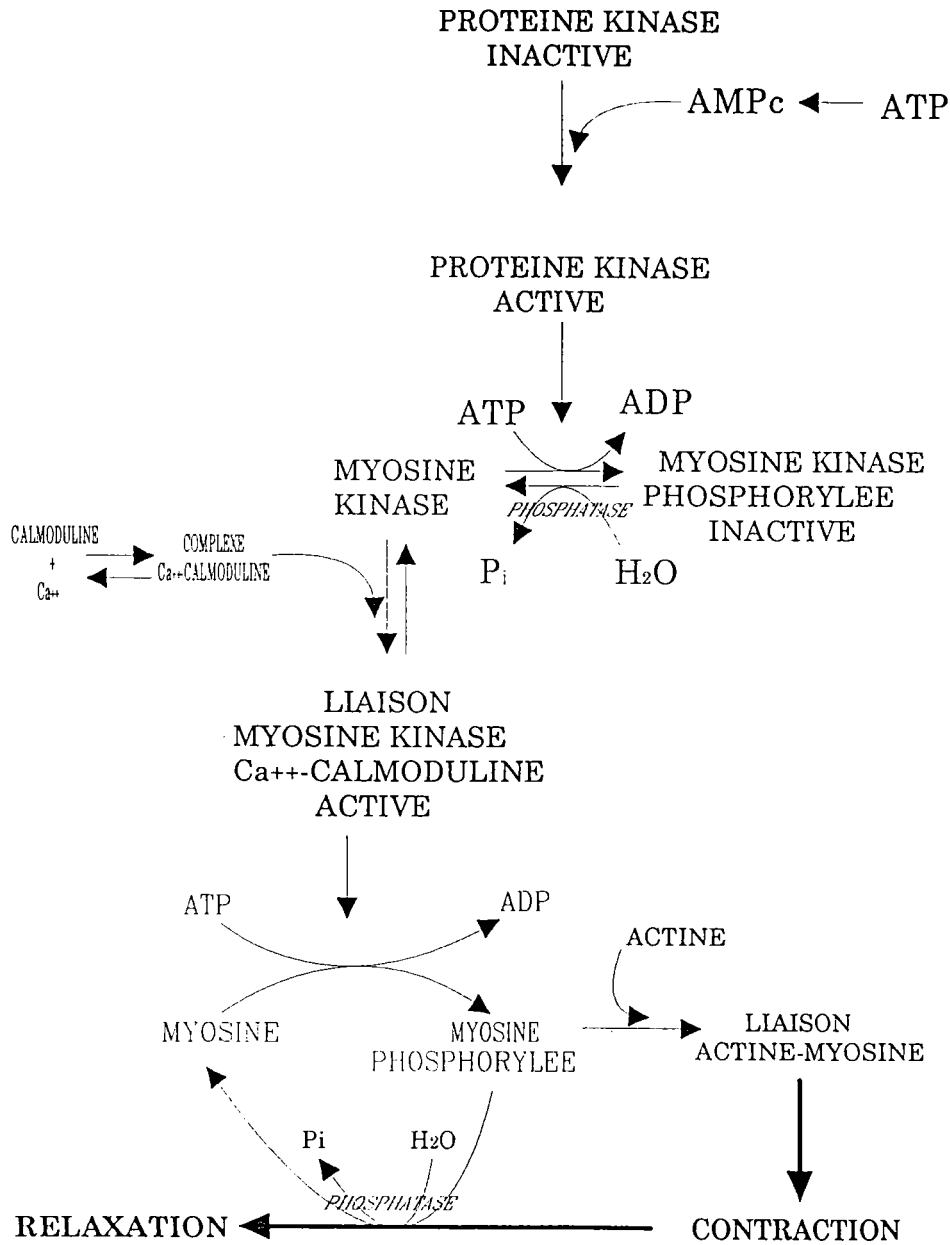 PROTEINE KINASE
INACTIVE
AMPc
ATP
PROTEINE KINASE
ACTIVE
ATP
ADP
MYOSINE
KINASE
MYOSINE KINASE
PHOSPHORYLEE
INACTIVE
PHOSPHATASE
Pi
H2O
CALMODULINE
+
Ca++
COMPLEXE
Ca++-CALMODULINE
LIAISON
MYOSINE KINASE
Ca++-CALMODULINE
ACTIVE
ATP
ADP
ACTINE
MYOSINE
MYOSINE
PHOSPHORYLEE
LIAISON
ACTINE-MYOSINE
Pi
H2O
PHOSPHATASE
RELAXATION
CONTRACTION